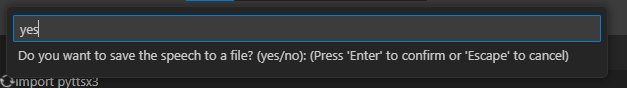 yes
Do you want to save the speech to a file? (yes/no): (Press 'Enter' to confirm or 'Escape' to cancel)
import pyttsx3